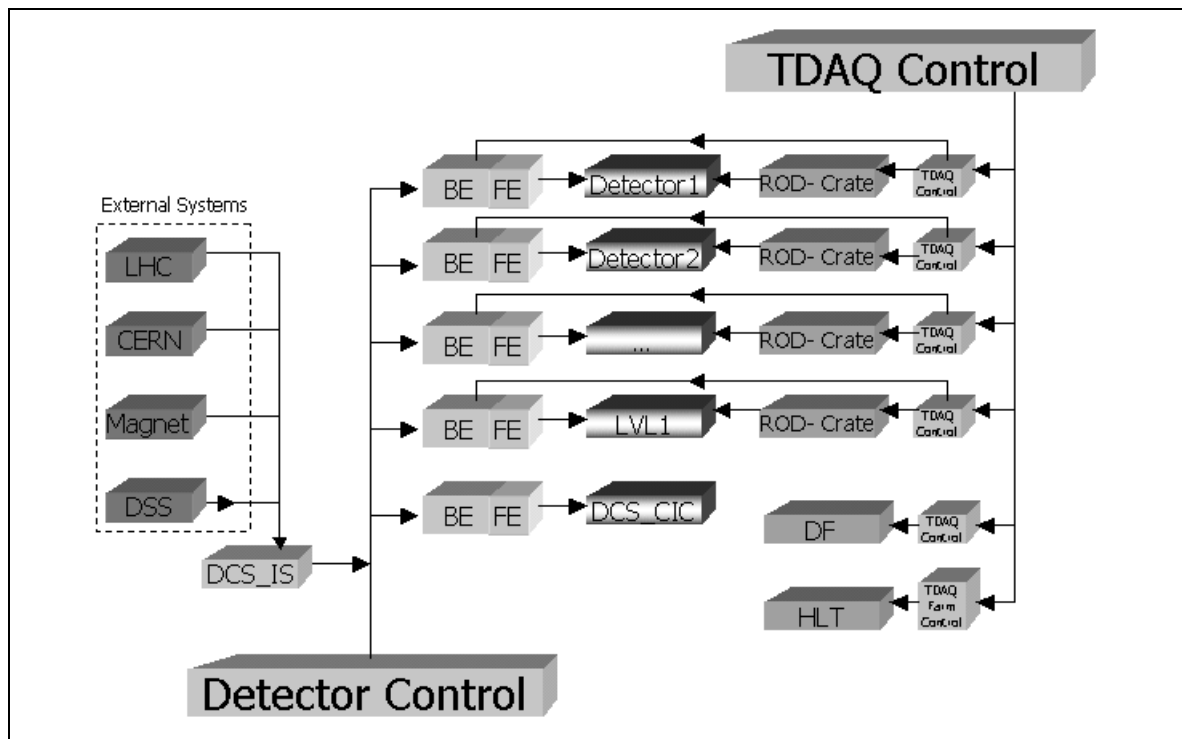 TDAQ Control
BE FE Detector1 ROD- Crate TDAQ
Control
External Systems
LHC
BE FE Detector2 ROD- Crate TDAQ
Control
CERN
BE FE ... ROD- Crate TDAQ
Control
Magnet
BE FE LVL1 ROD- Crate TDAQ
Control
DSS
BE FE DCS_CIC
DF TDAQ
Control
DCS_IS
HLT TDAQ
Farm
Control
Detector Control